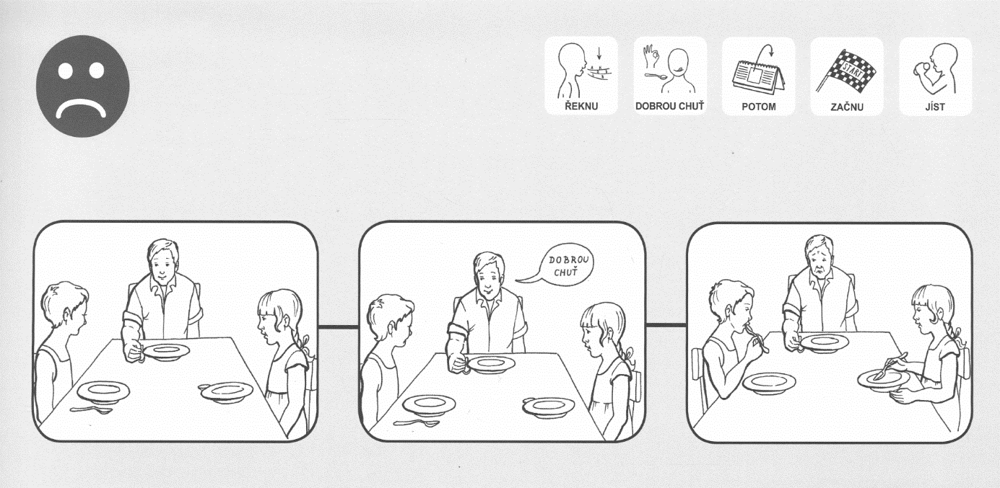 ŘEKNU
DOBROU CHUŤ
POTOM
START
ZAČNU
JÍST
DOBROU
CHUŤ